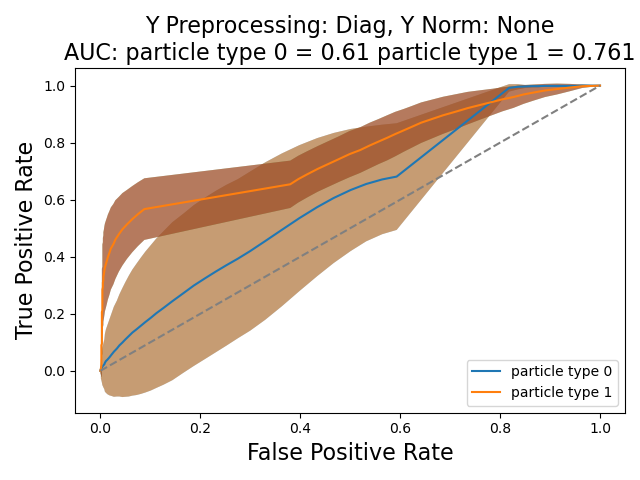 Y Preprocessing: Diag, Y Norm: None
AUC: particle type 0 = 0.61 particle type 1 = 0.761
1.0
0.8
0.6
0.4
0.2
0.0
True Positive Rate
particle type 0
particle type 1
0.0 0.2 0.4 0.6 0.8 1.0
False Positive Rate